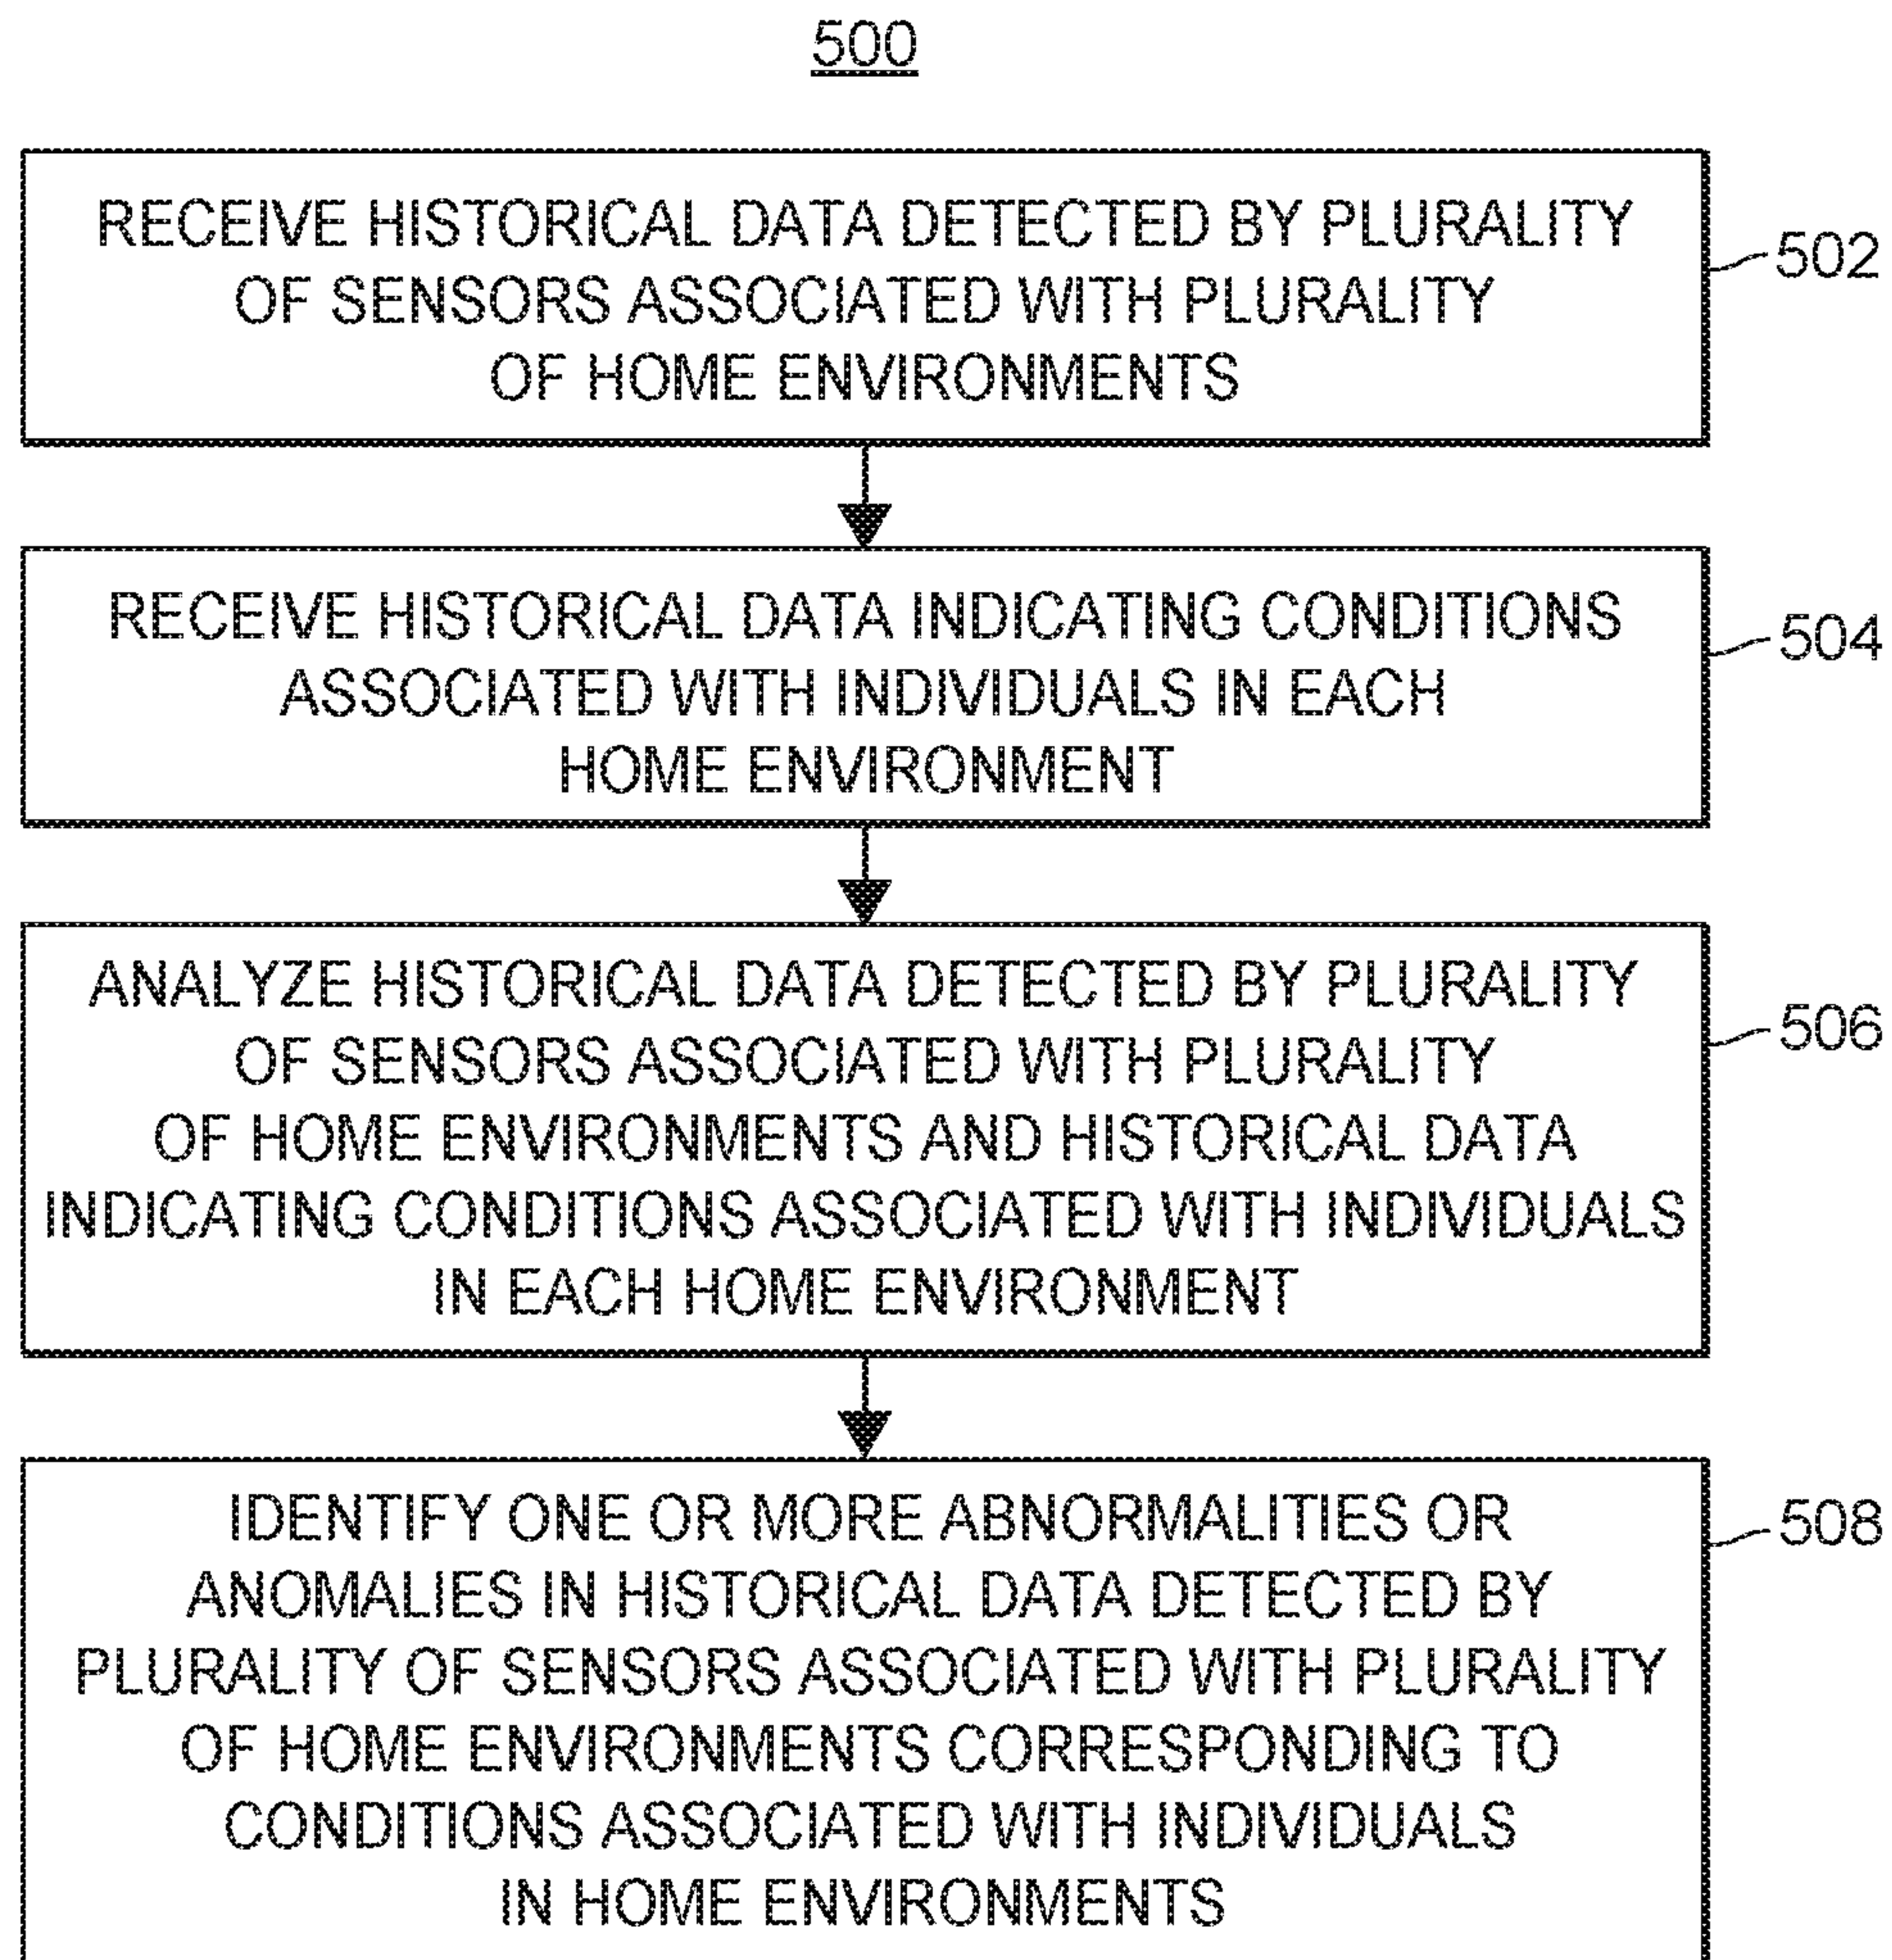 500
RECEIVE HISTORICAL DATA DETECTED BY PLURALITY
OF SENSORS ASSOCIATED WITH PLURALITY
OF HOME ENVIRONMENTS
502
RECEIVE HISTORICAL DATA INDICATING CONDITIONS
ASSOCIATED WITH INDIVIDUALS IN EACH
HOME ENVIRONMENT
504
ANALYZE HISTORICAL DATA DETECTED BY PLURALITY
OF SENSORS ASSOCIATED WITH PLURALITY
OF HOME ENVIRONMENTS AND HISTORICAL DATA
INDICATING CONDITIONS ASSOCIATED WITH INDIVIDUALS
IN EACH HOME ENVIRONMENT
506
IDENTIFY ONE OR MORE ABNORMALITIES OR
ANOMALIES IN HISTORICAL DATA DETECTED BY
PLURALITY OF SENSORS ASSOCIATED WITH PLURALITY
OF HOME ENVIRONMENTS CORRESPONDING TO
CONDITIONS ASSOCIATED WITH INDIVIDUALS
IN HOME ENVIRONMENTS
508